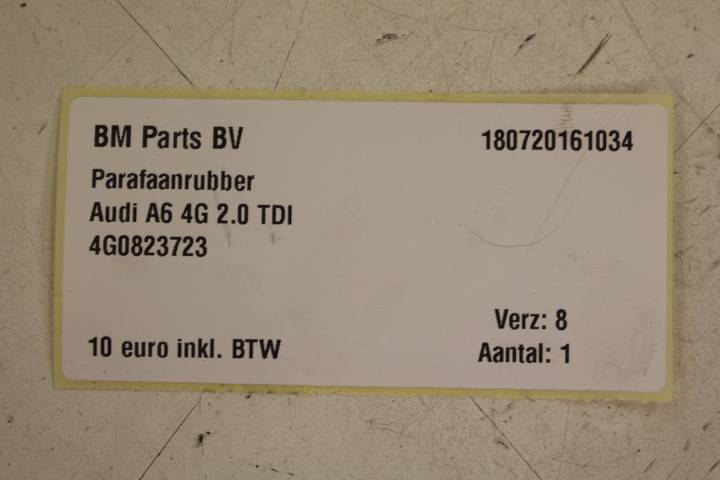 BM Parts BV 180720161034
Parafaanrubber
Audi A6 4G 2.0 TDI
4G0823723
Verz: 8
10 euro inkl. BTW Aantal: 1